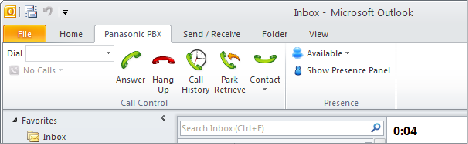 Inbox - Microsoft Outlook
File Home Panasonic PBX Send / Receive Folder View
Dial
No Calls
Answer Hang Up Call History Park Retrieve Contact
Call Control
Available
Show Presence Panel
Presence
Favorites
Inbox
Search Inbox (Ctrl+E)
0:04